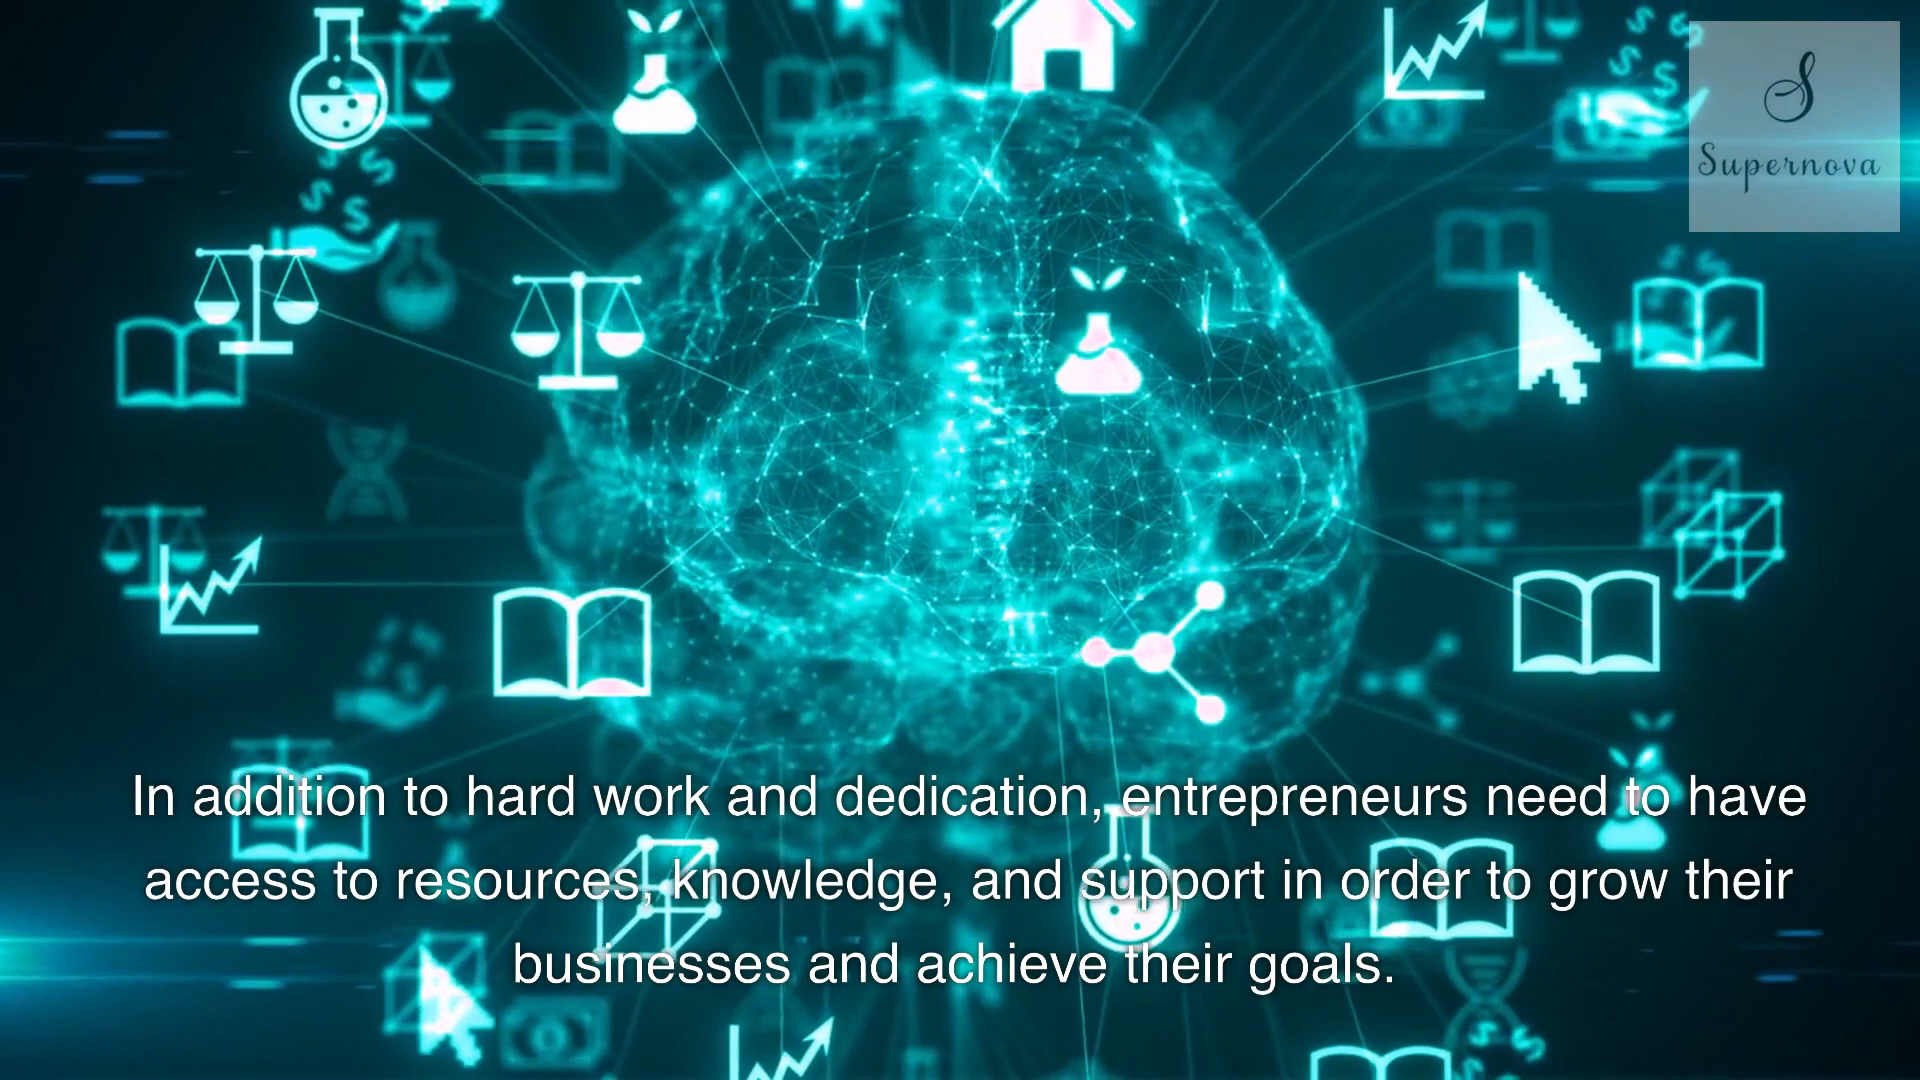 S
Supernova
In addition to hard work and dedication, entrepreneurs need to have
access to resources, knowledge, and support in order to grow their
businesses and achieve their goals.